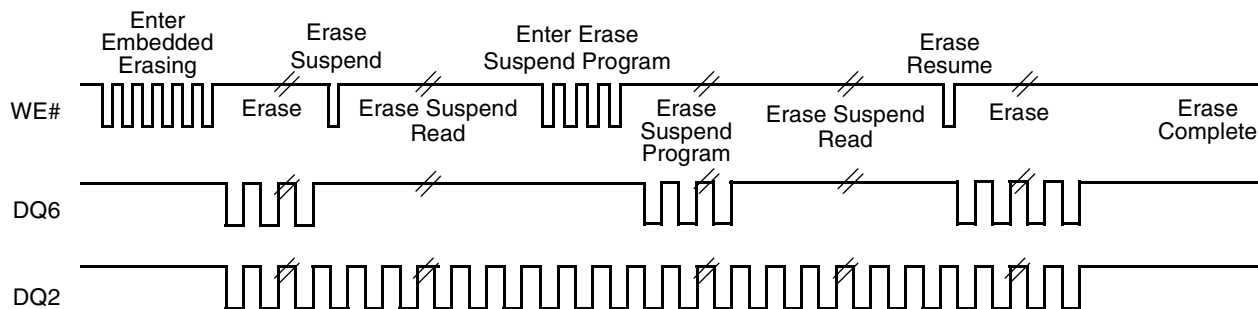 Enter
Embedded
Erasing
Erase
Suspend
Enter Erase
Suspend Program
Erase
Resume
WE#
Erase
Erase Suspend
Read
Erase
Suspend
Program
Erase Suspend
Read
Erase
Erase
Complete
DQ6
DQ2